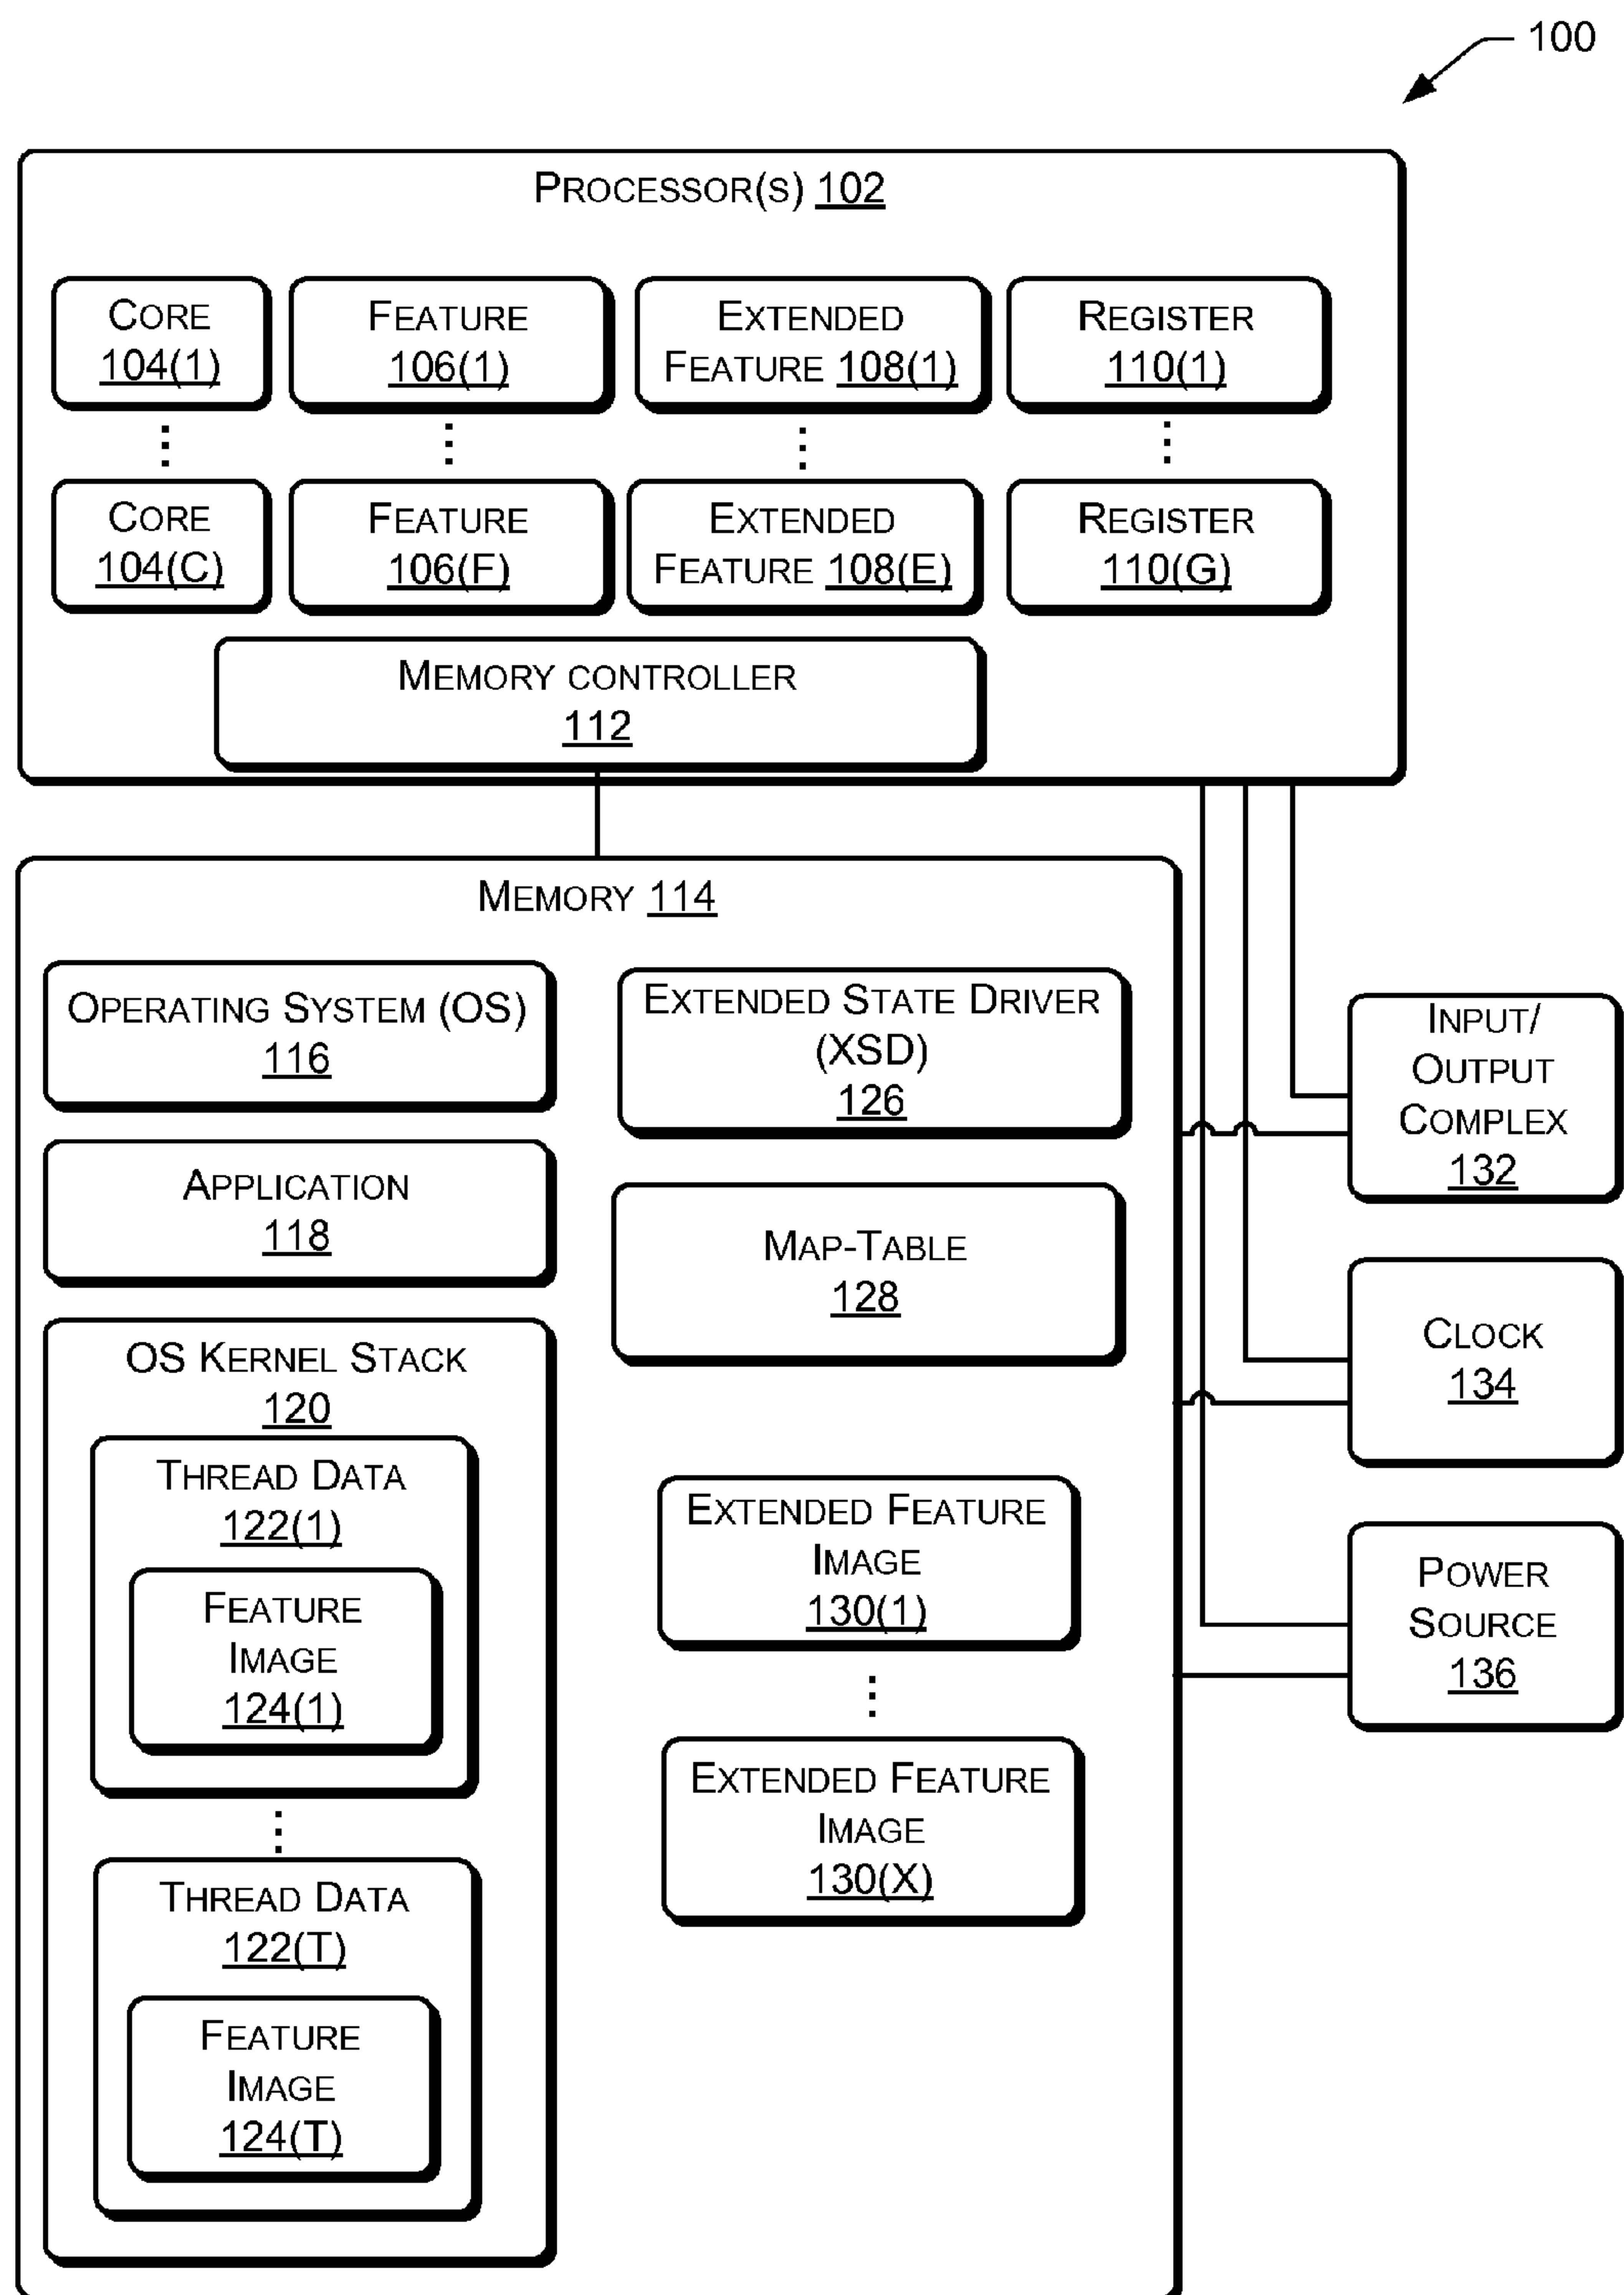 100
PROCESSOR(S) 102
CORE
104(1)
FEATURE
106(1)
EXTENDED
FEATURE 108(1)
REGISTER
110(1)
CORE
104(C)
FEATURE
106(F)
EXTENDED
FEATURE 108(E)
REGISTER
110(G)
MEMORY CONTROLLER
112
MEMORY 114
OPERATING SYSTEM (OS)
116
APPLICATION
118
OS KERNEL STACK
120
THREAD DATA
122(1)
FEATURE
IMAGE
124(1)
THREAD DATA
122(T)
FEATURE
IMAGE
124(T)
EXTENDED STATE DRIVER
(XSD)
126
MAP-TABLE
128
EXTENDED FEATURE
IMAGE
130(1)
EXTENDED FEATURE
IMAGE
130(X)
INPUT/
OUTPUT
COMPLEX
132
CLOCK
134
POWER
SOURCE
136